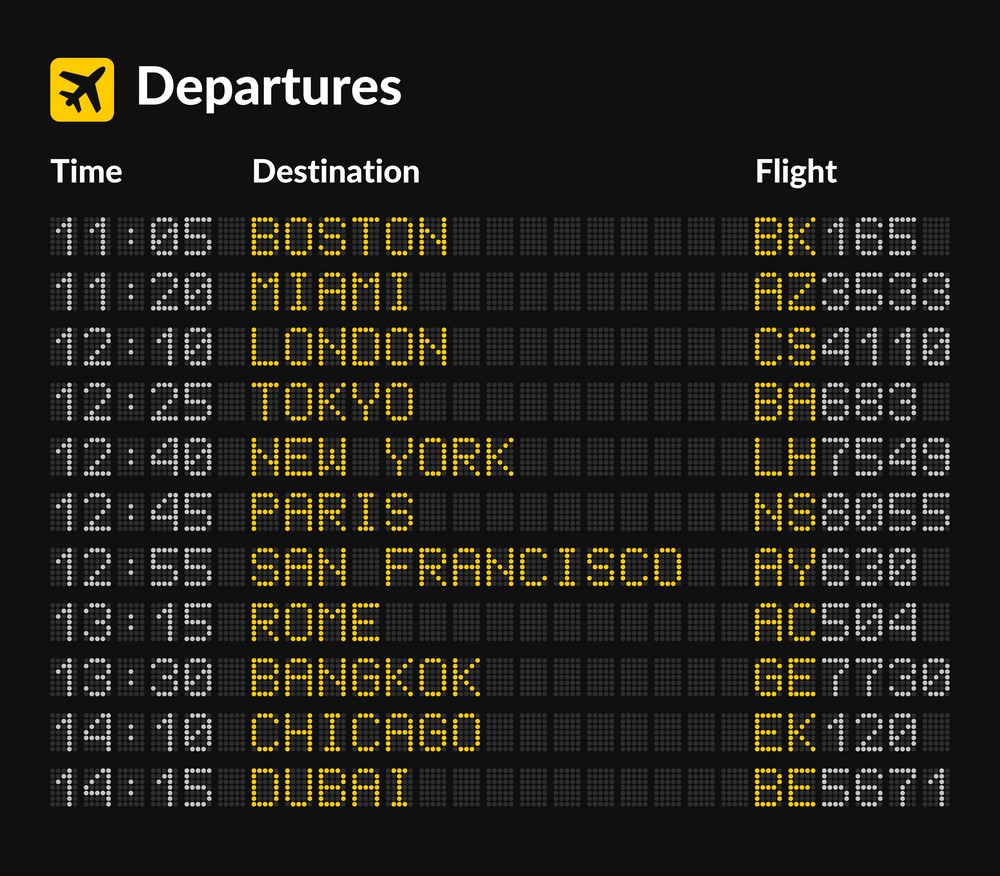 Departures
Time Destination Flight
11:05 BOSTON BK165
11:20 MIAMI AZ3533
12:10 LONDON CS4110
12:25 TOKYO BA683
12:40 NEW YORK LH7549
12:45 PARIS NS8055
12:55 SAN FRANCISCO AY630
13:15 ROME AC504
13:30 BANGKOK GE7730
14:10 CHICAGO EK120
14:15 DUBAI BE5671